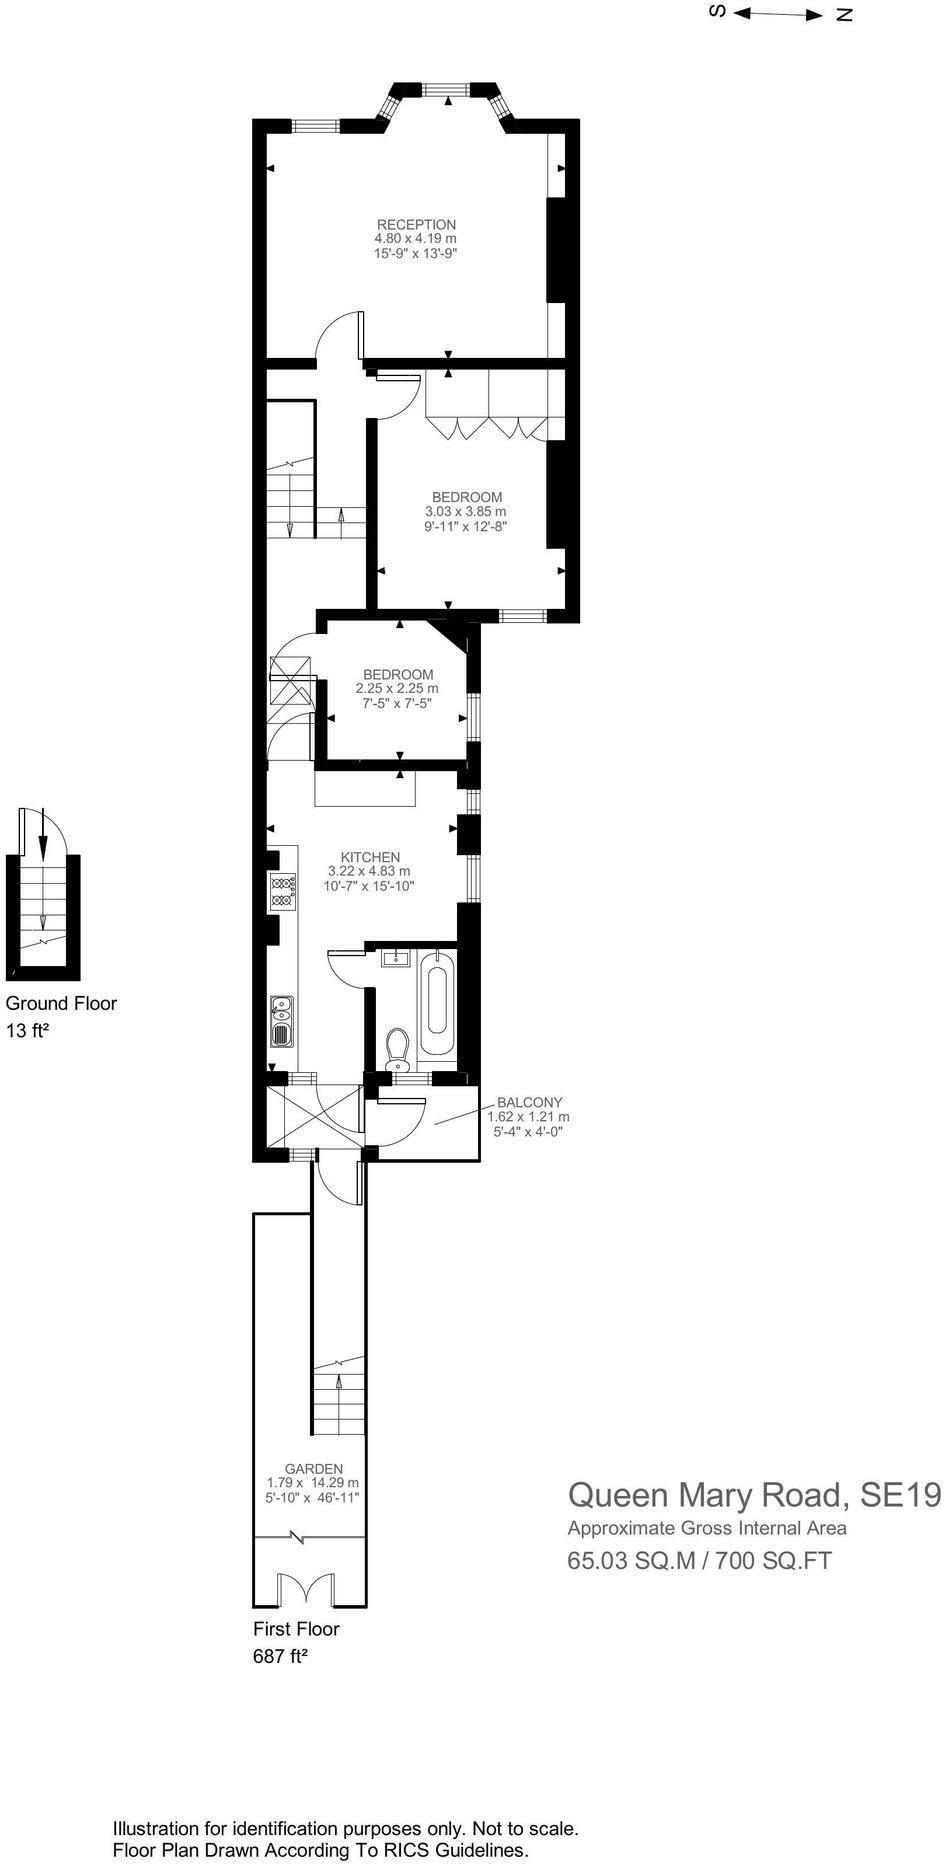 S N
RECEPTION
4.80 x 4.19 m
15'-9" x 13'-9"
BEDROOM
3.03 x 3.85 m
9'-11" x 12'-8"
BEDROOM
2.25 x 2.25 m
7'-5" x 7'-5"
KITCHEN
3.22 x 4.83 m
10'-7" x 15'-10"
Ground Floor
13 ft²
BALCONY
1.62 x 1.21 m
5'-4" x 4'-0"
GARDEN
1.79 x 14.29 m
5'-10" x 46'-11"
First Floor
687 ft²
Queen Mary Road, SE19
Approximate Gross Internal Area
65.03 SQ.M / 700 SQ.FT
Illustration for identification purposes only. Not to scale.
Floor Plan Drawn According To RICS Guidelines.